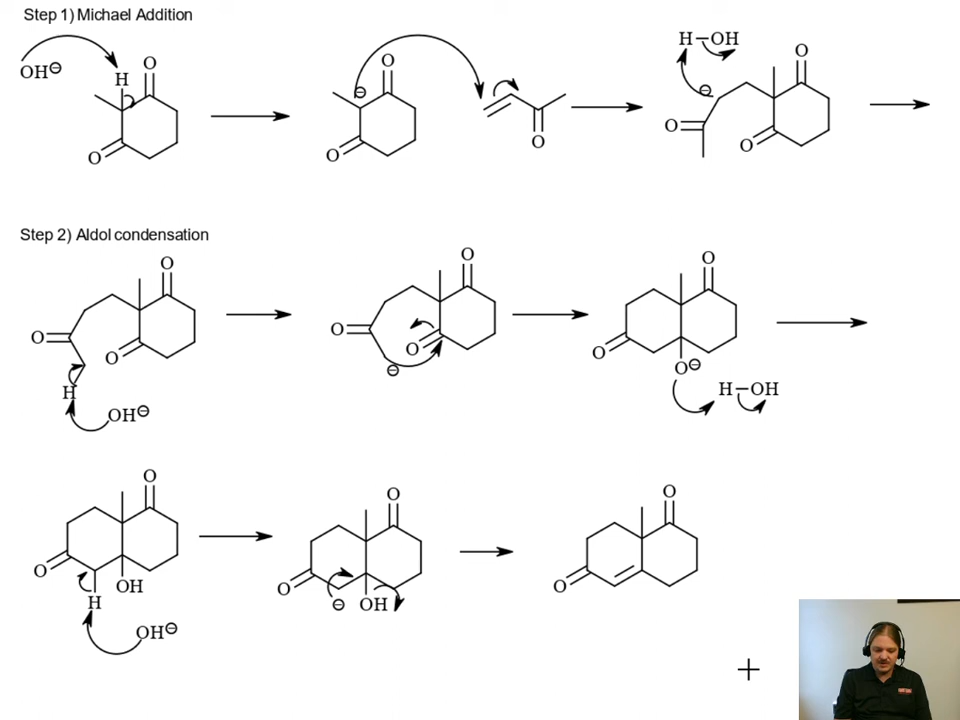 Step 1) Michael Addition
OH⊖ H O O ⊖ O O O H–OH ⊖ O O O
Step 2) Aldol condensation
O O O H OH⊖ O O O ⊖ O O O⊖ H–OH
O O OH H OH⊖ O O ⊖ OH O O
+